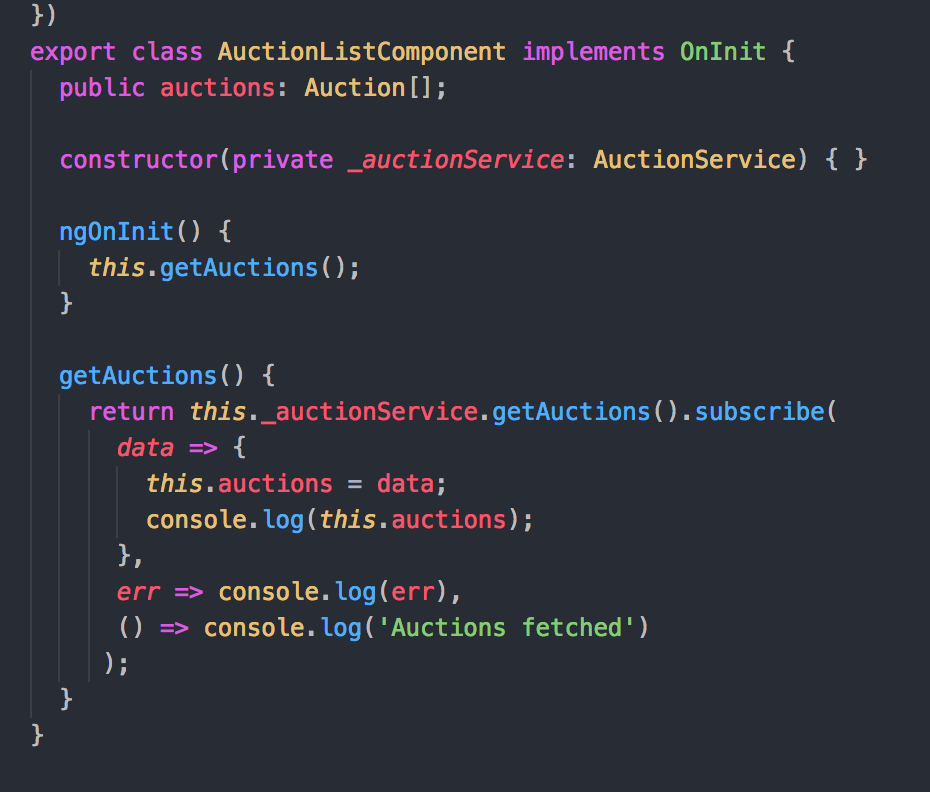 })
export class AuctionListComponent implements OnInit {
  public auctions: Auction[];

  constructor(private _auctionService: AuctionService) { }

  ngOnInit() {
    this.getAuctions();
  }

  getAuctions() {
    return this._auctionService.getAuctions().subscribe(
      data => {
        this.auctions = data;
        console.log(this.auctions);
      },
      err => console.log(err),
      () => console.log('Auctions fetched')
     );
  }
}